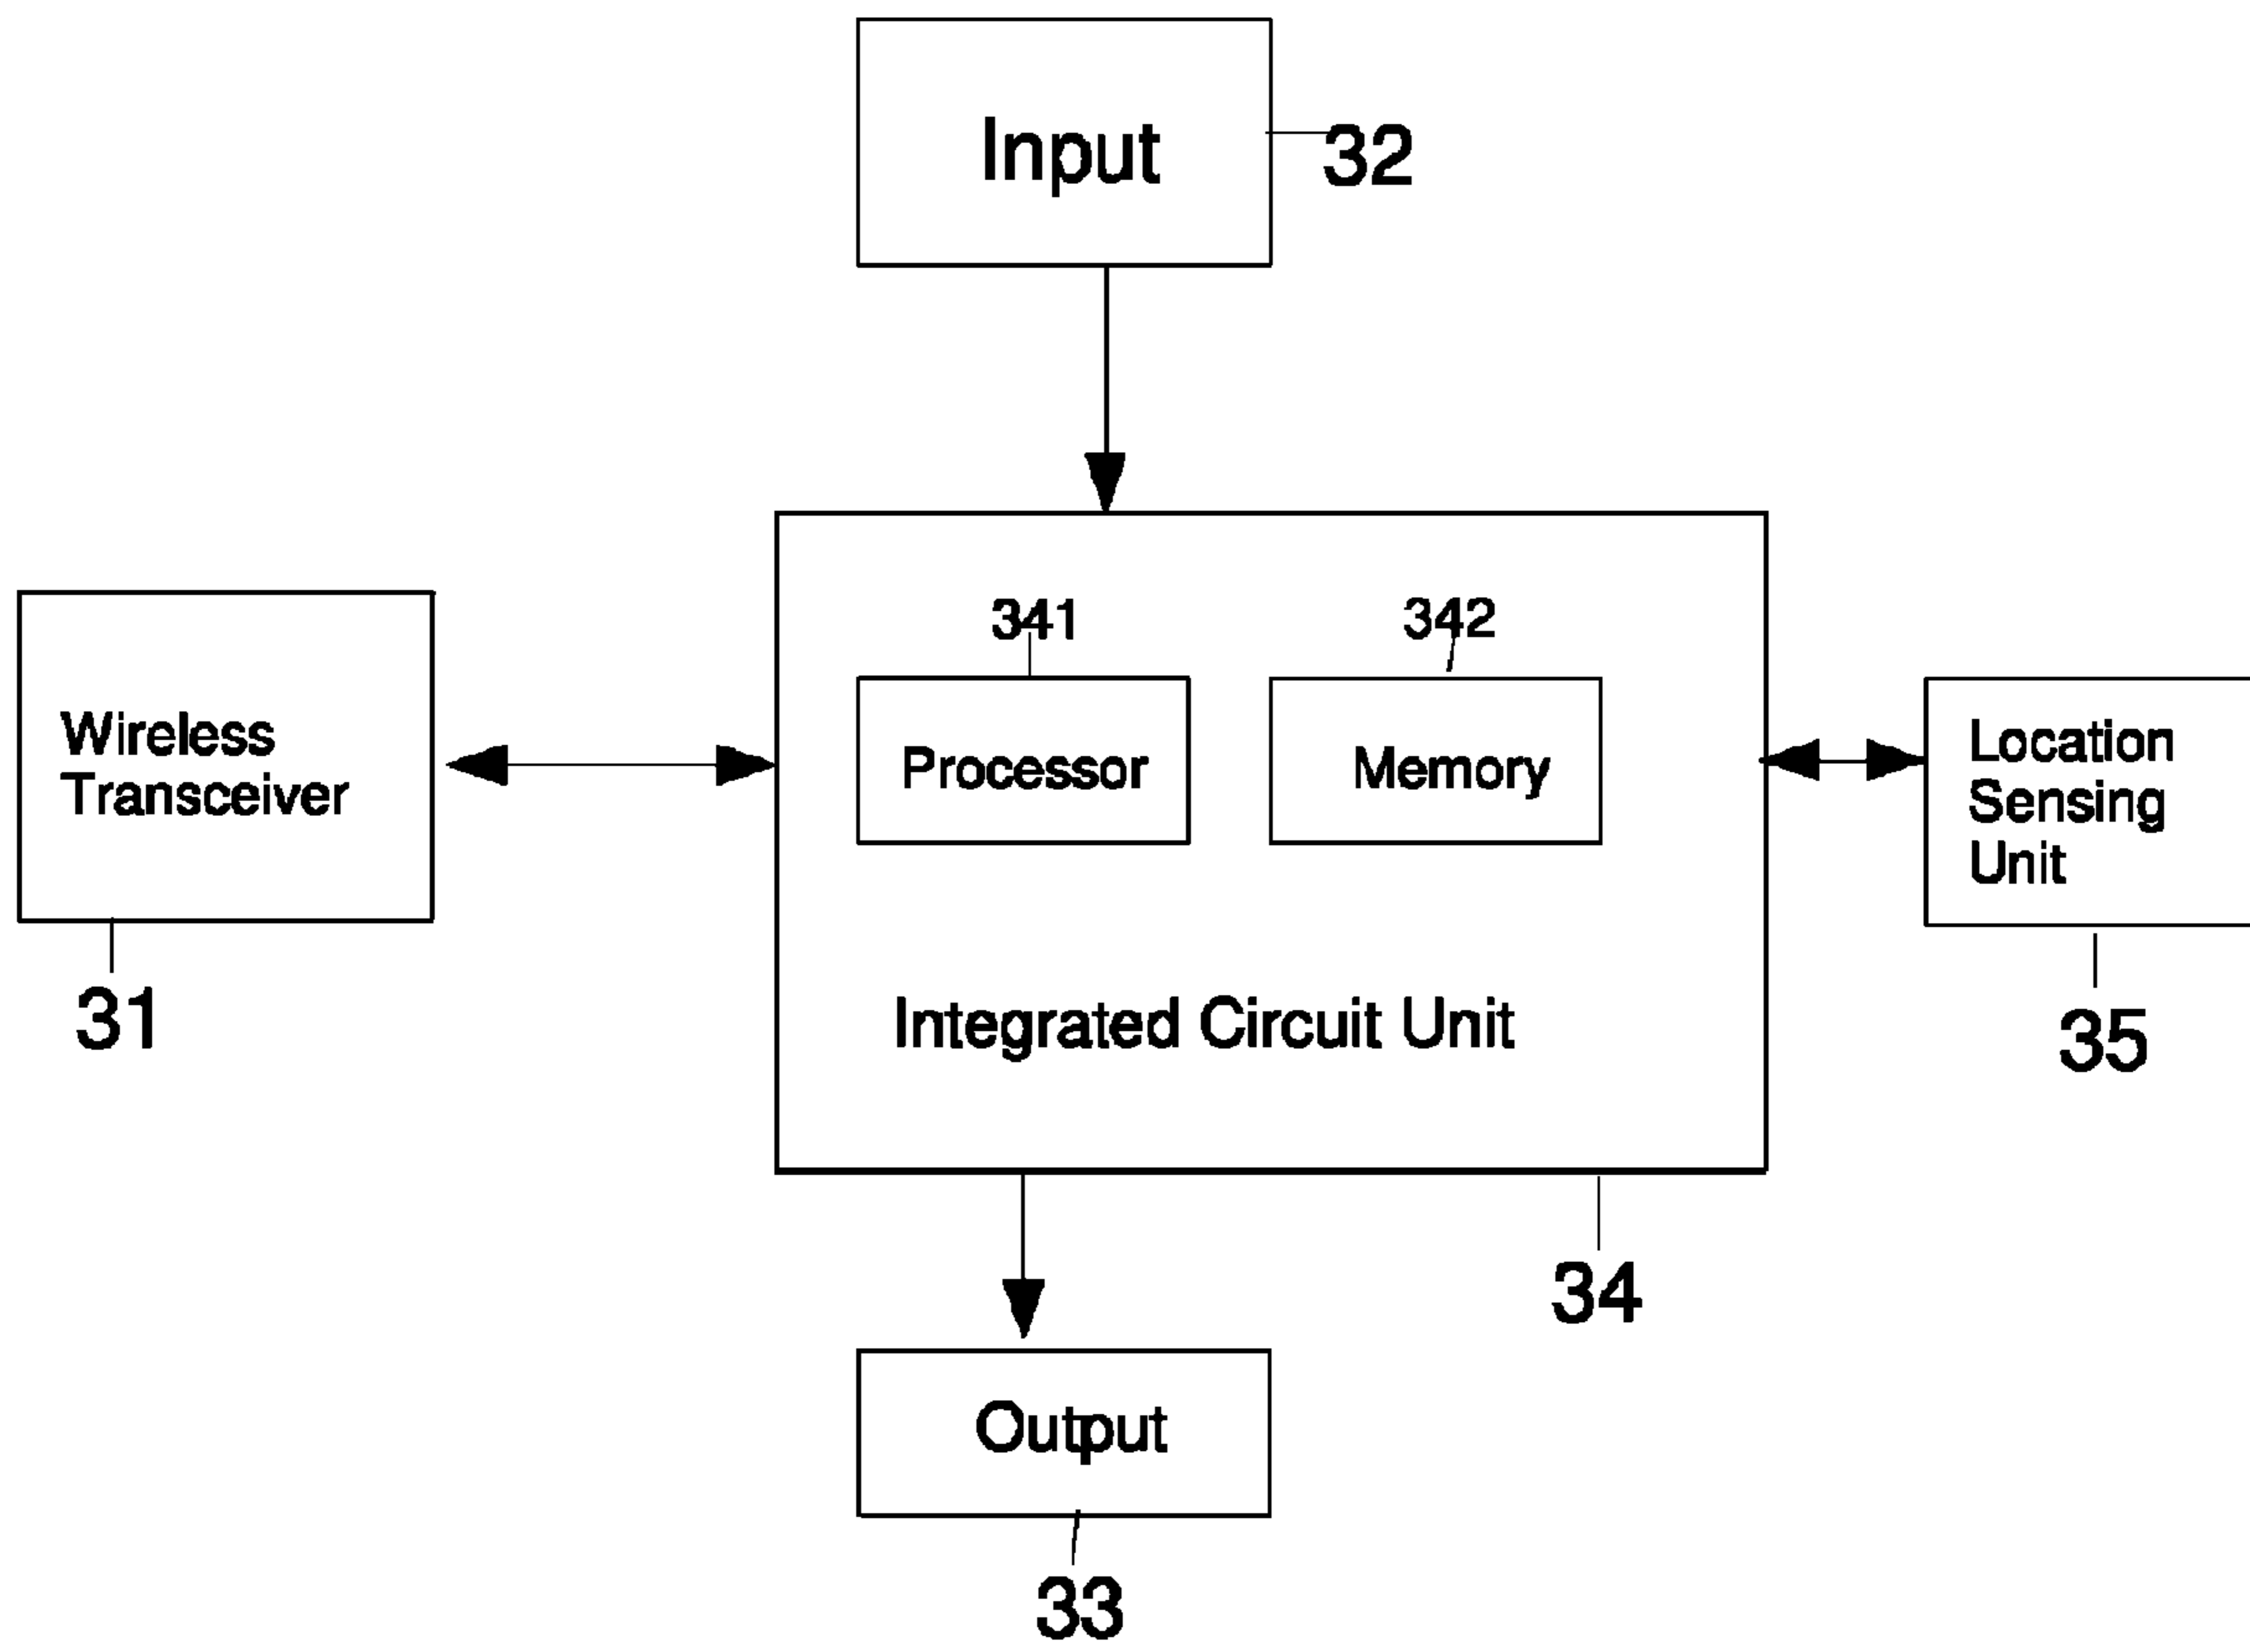 Input
32
341
342
Wireless
Transceiver
Processor
Memory
Location
Sensing
Unit
31
Integrated Circuit Unit
35
34
Output
33